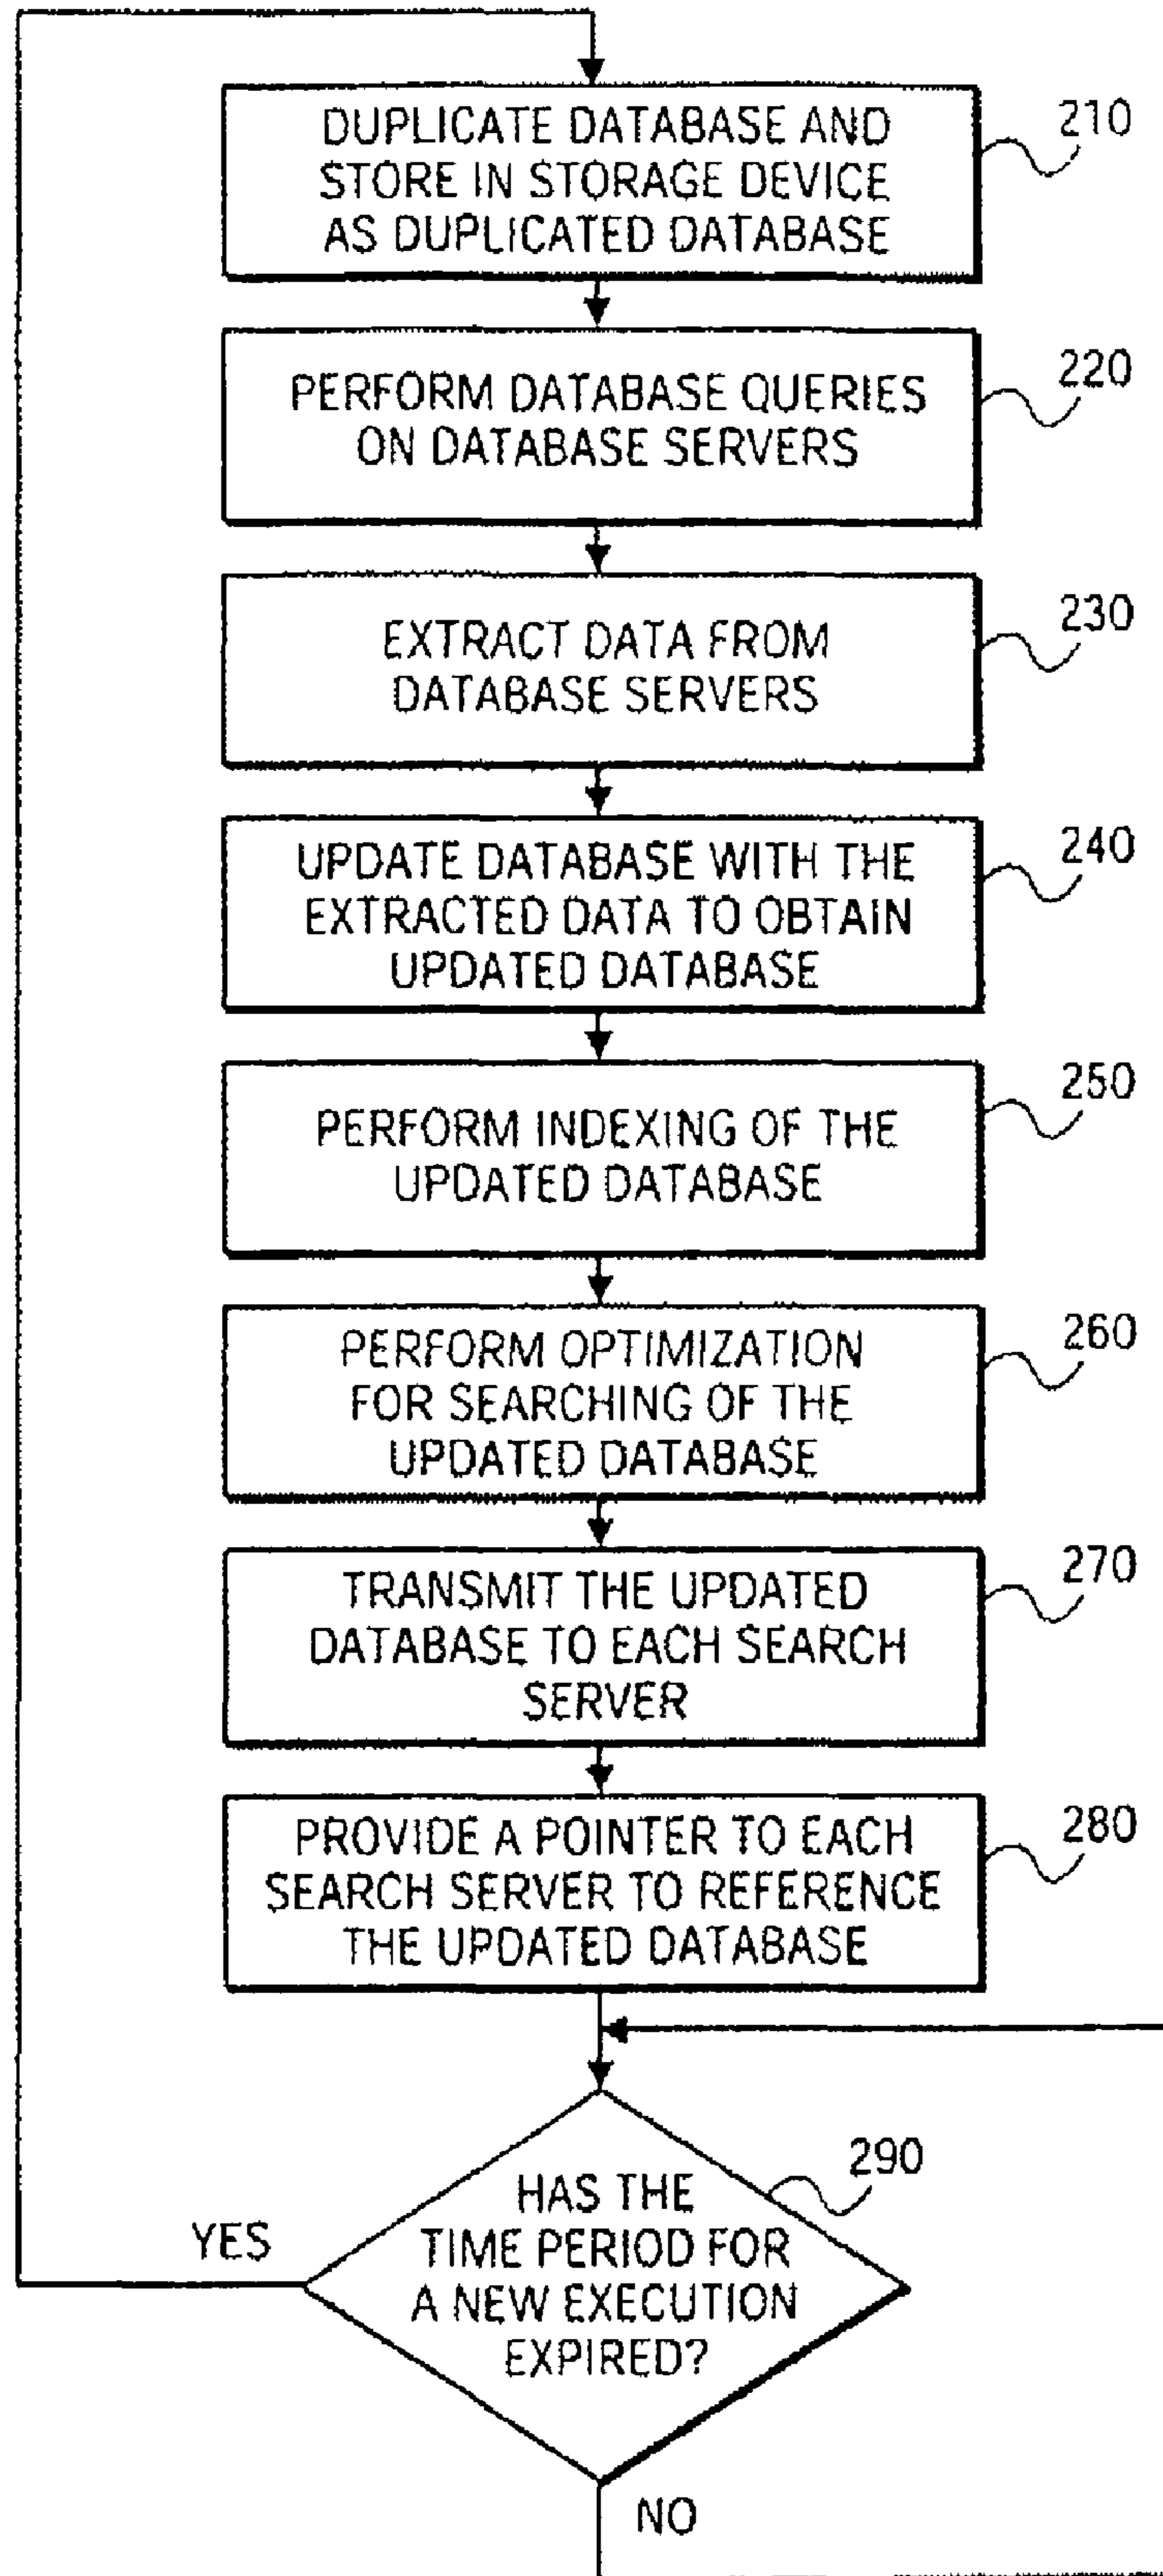 DUPLICATE DATABASE AND
STORE IN STORAGE DEVICE
AS DUPLICATED DATABASE
210
PERFORM DATABASE QUERIES
ON DATABASE SERVERS
220
EXTRACT DATA FROM
DATABASE SERVERS
230
UPDATE DATABASE WITH THE
EXTRACTED DATA TO OBTAIN
UPDATED DATABASE
240
PERFORM INDEXING OF THE
UPDATED DATABASE
250
PERFORM OPTIMIZATION
FOR SEARCHING OF THE
UPDATED DATABASE
260
TRANSMIT THE UPDATED
DATABASE TO EACH SEARCH
SERVER
270
PROVIDE A POINTER TO EACH
SEARCH SERVER TO REFERENCE
THE UPDATED DATABASE
280
HAS THE
TIME PERIOD FOR
A NEW EXECUTION
EXPIRED?
290
YES
NO